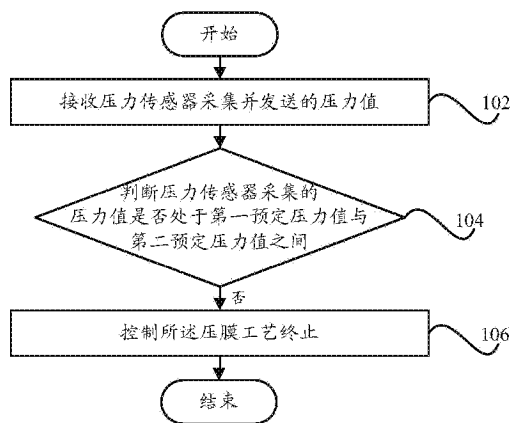 开始
接收压力传感器采集并发送的压力值
102
判断压力传感器采集的
压力值是否处于第一预定压力值与
第二预定压力值之间
104
否
控制所述压膜工艺终止
106
结束